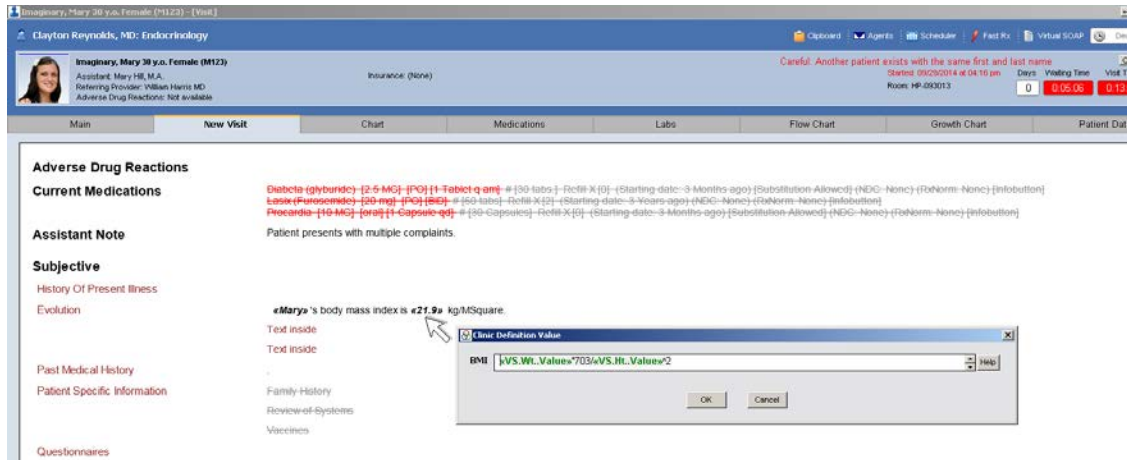 Imaginary, Mary 30 y.o. Female (M123) - [Visit]
Clayton Reynolds, MD: Endocrinology
Clipboard Agents Scheduler Fast Rx Virtual SOAP
Imaginary, Mary 30 y.o. Female (M123)
Assistant: Mary Hill, M.A.
Referring Provider: William Harris MD
Adverse Drug Reactions: Not available
Insurance: (None)
Careful: Another patient exists with the same first and last name
Started: 09/28/2014 at 04:16 pm
Room: HP-093013
Days Waiting Time Visit T
0 0:05:06 0:13:
Main New Visit Chart Medications Labs Flow Chart Growth Chart Patient Dat
Adverse Drug Reactions
Current Medications
Diabeta (glyburide) [2.5 MG] [PO] [1 Tablet q am] # [30 tabs.] Refill X [0] (Starting date: 3 Months ago) [Substitution Allowed] (NDC: None) (RxNorm: None) [Infobutton]
Lasix (Furosemide) [20 mg] [PO] [BID] # [60 tabs] Refill X [2] (Starting date: 3 Years ago) (NDC: None) (RxNorm: None) [Infobutton]
Procardia [10 MG] [oral] [1 Capsule qd] # [30 Capsules] Refill X [0] (Starting date: 3 Months ago) [Substitution Allowed] (NDC: None) (RxNorm: None) [Infobutton]
Assistant Note
Patient presents with multiple complaints.
Subjective
History Of Present Illness
Evolution
«Mary» 's body mass index is «21.9» kg/MSquare.
Text inside
Text inside
Clinic Definition Value
BMI «VS.Wt..Value»*703/«VS.Ht..Value»^2 Help
OK Cancel
Past Medical History
.
Patient Specific Information
Family History
Review of Systems
Vaccines
Questionnaires